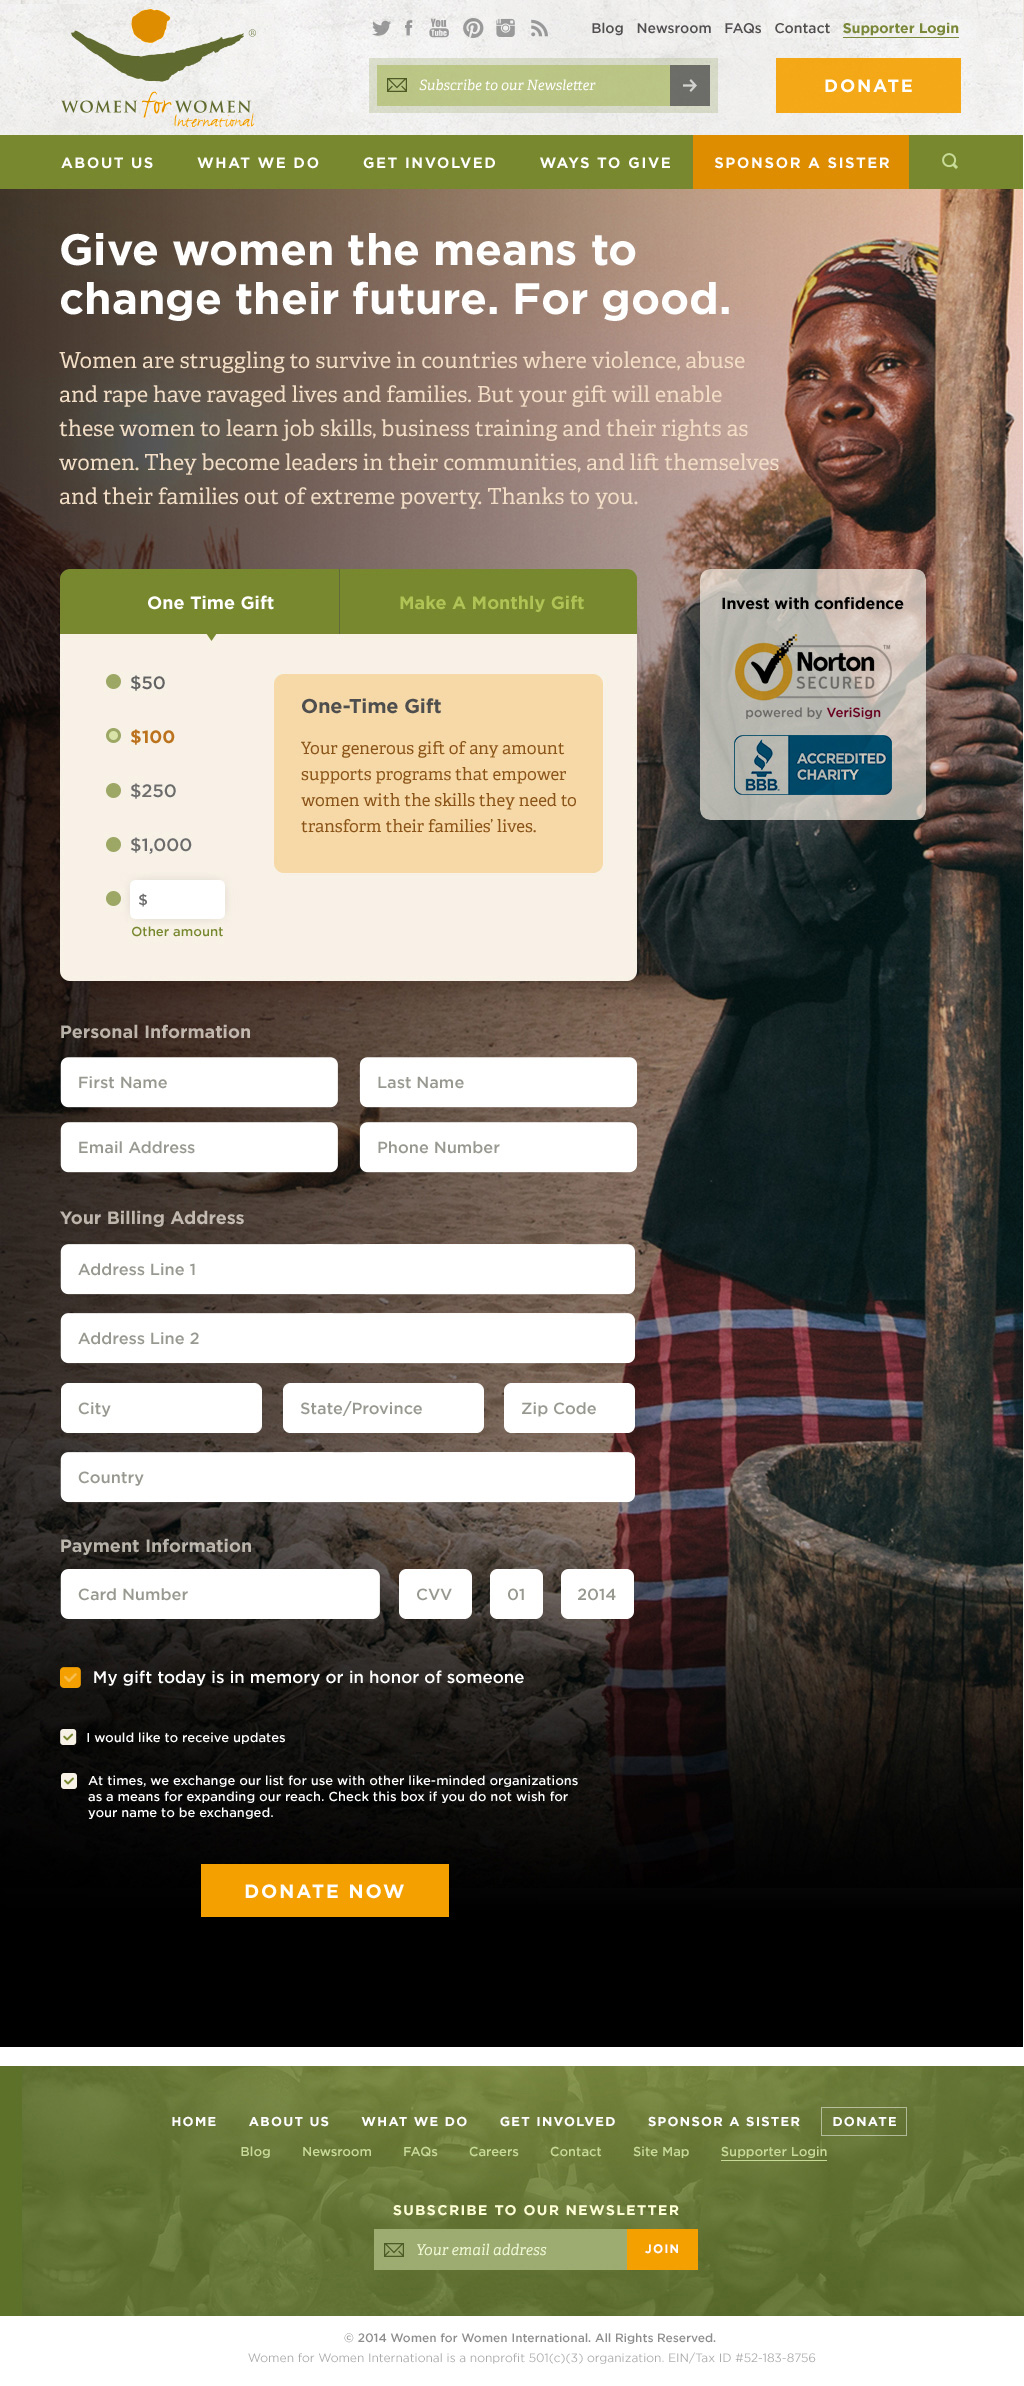 You
Tube
Blog Newsroom FAQs Contact Supporter Login
Subscribe to our Newsletter
DONATE
WOMEN for WOMEN
International
®
ABOUT US WHAT WE DO GET INVOLVED WAYS TO GIVE SPONSOR A SISTER
Give women the means to
change their future. For good.
Women are struggling to survive in countries where violence, abuse
and rape have ravaged lives and families. But your gift will enable
these women to learn job skills, business training and their rights as
women. They become leaders in their communities, and lift themselves
and their families out of extreme poverty. Thanks to you.
One Time Gift Make A Monthly Gift
$50
$100
$250
$1,000
$
Other amount
One-Time Gift
Your generous gift of any amount
supports programs that empower
women with the skills they need to
transform their families’ lives.
Invest with confidence
Norton
™
SECURED
powered by VeriSign
BBB.
ACCREDITED
CHARITY
Personal Information
First Name Last Name
Email Address Phone Number
Your Billing Address
Address Line 1
Address Line 2
City State/Province Zip Code
Country
Payment Information
Card Number CVV 01 2014
My gift today is in memory or in honor of someone
I would like to receive updates
At times, we exchange our list for use with other like-minded organizations
as a means for expanding our reach. Check this box if you do not wish for
your name to be exchanged.
DONATE NOW
HOME ABOUT US WHAT WE DO GET INVOLVED SPONSOR A SISTER DONATE
Blog Newsroom FAQs Careers Contact Site Map Supporter Login
SUBSCRIBE TO OUR NEWSLETTER
Your email address JOIN
© 2014 Women for Women International. All Rights Reserved.
Women for Women International is a nonprofit 501(c)(3) organization. EIN/Tax ID #52-183-8756